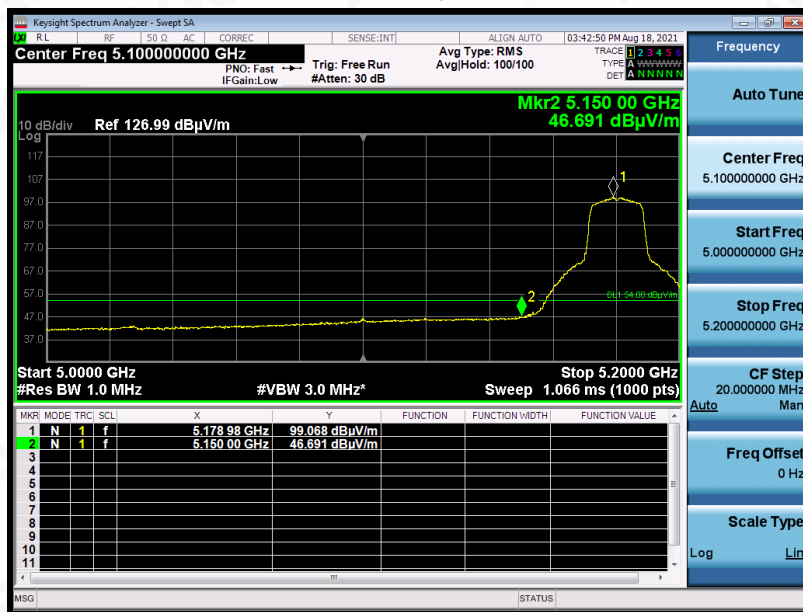 Keysight Spectrum Analyzer - Swept SA
LXI RL RF 50 Ω AC CORREC SENSE:INT ALIGN AUTO 03:42:50 PM Aug 18, 2021
Center Freq 5.100000000 GHz
PNO: Fast
IFGain:Low
Trig: Free Run
#Atten: 30 dB
Avg Type: RMS
Avg|Hold: 100/100
TRACE 1 2 3 4 5 6
TYPE A WWWWW
DET A N N N N N
Mkr2 5.150 00 GHz
46.691 dBµV/m
10 dB/div Ref 126.99 dBµV/m
Log
117
107
97.0
87.0
77.0
67.0
57.0
47.0
37.0
1
2
DL1 54.00 dBµV/m
Start 5.0000 GHz Stop 5.2000 GHz
#Res BW 1.0 MHz #VBW 3.0 MHz* Sweep 1.066 ms (1000 pts)
MKR MODE TRC SCL X Y FUNCTION FUNCTION WIDTH FUNCTION VALUE
1 N 1 f 5.178 98 GHz 99.068 dBµV/m
2 N 1 f 5.150 00 GHz 46.691 dBµV/m
3
4
5
6
7
8
9
10
11
MSG STATUS
Frequency
Auto Tune
Center Freq
5.100000000 GHz
Start Freq
5.000000000 GHz
Stop Freq
5.200000000 GHz
CF Step
20.000000 MHz
Auto Man
Freq Offset
0 Hz
Scale Type
Log Lin